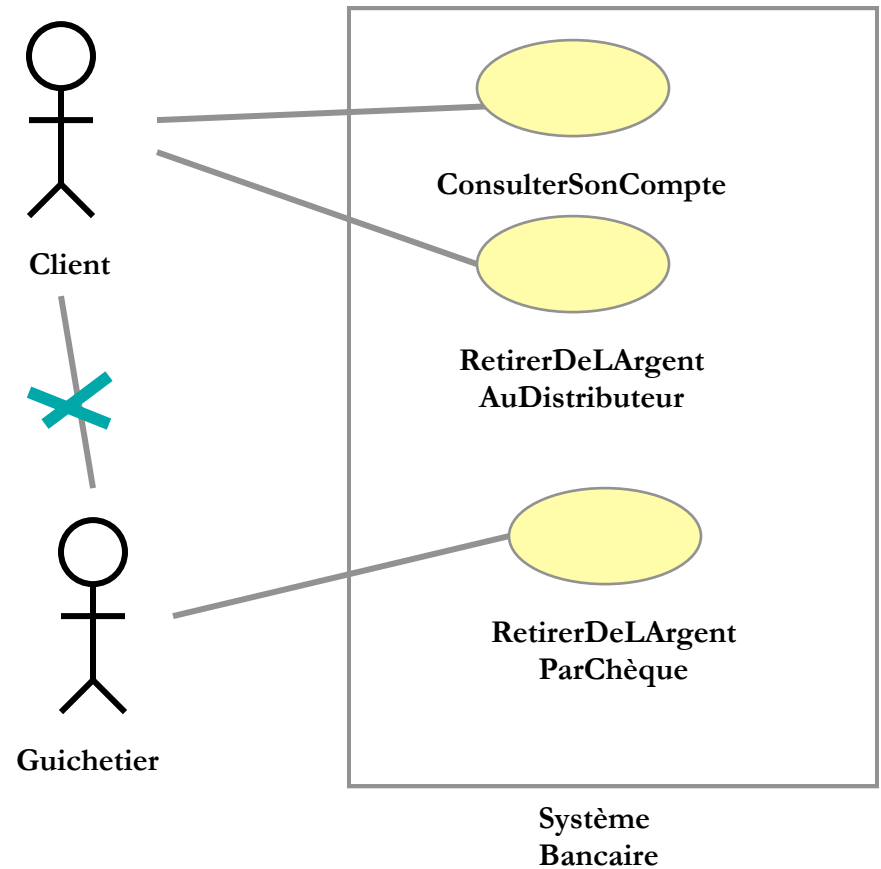 ConsulterSonCompte
Client
RetirerDeLArgent
AuDistributeur
RetirerDeLArgent
ParChèque
Guichetier
Système
Bancaire